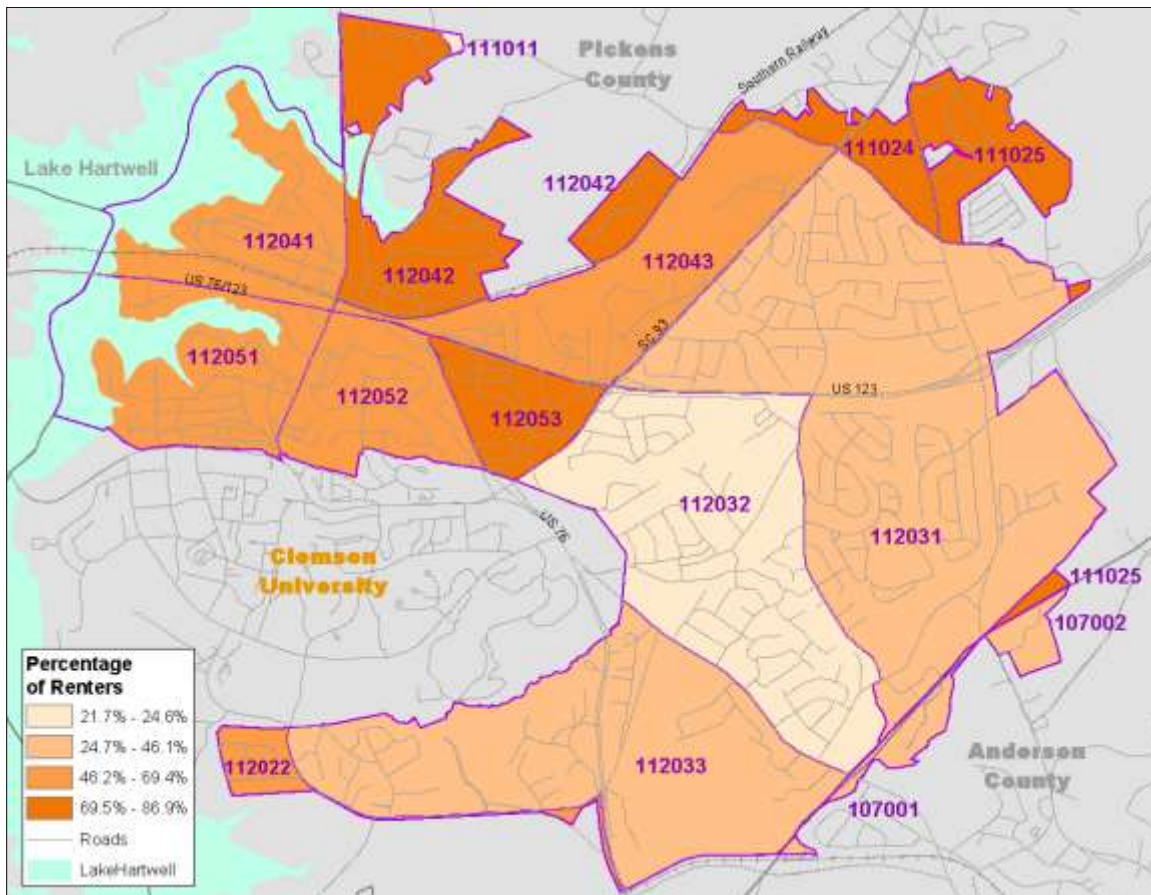 111011
Pickens
County
Southern Railway
111024
111025
Lake Hartwell
112042
112041
112042
112043
US 76/123
SC 93
112051
112052
US 123
112053
112032
112031
US 76
Clemson
University
111025
107002
Percentage
of Renters
21.7% - 24.6%
24.7% - 46.1%
46.2% - 69.4%
69.5% - 86.9%
Roads
LakeHartwell
112022
112033
Anderson
County
107001